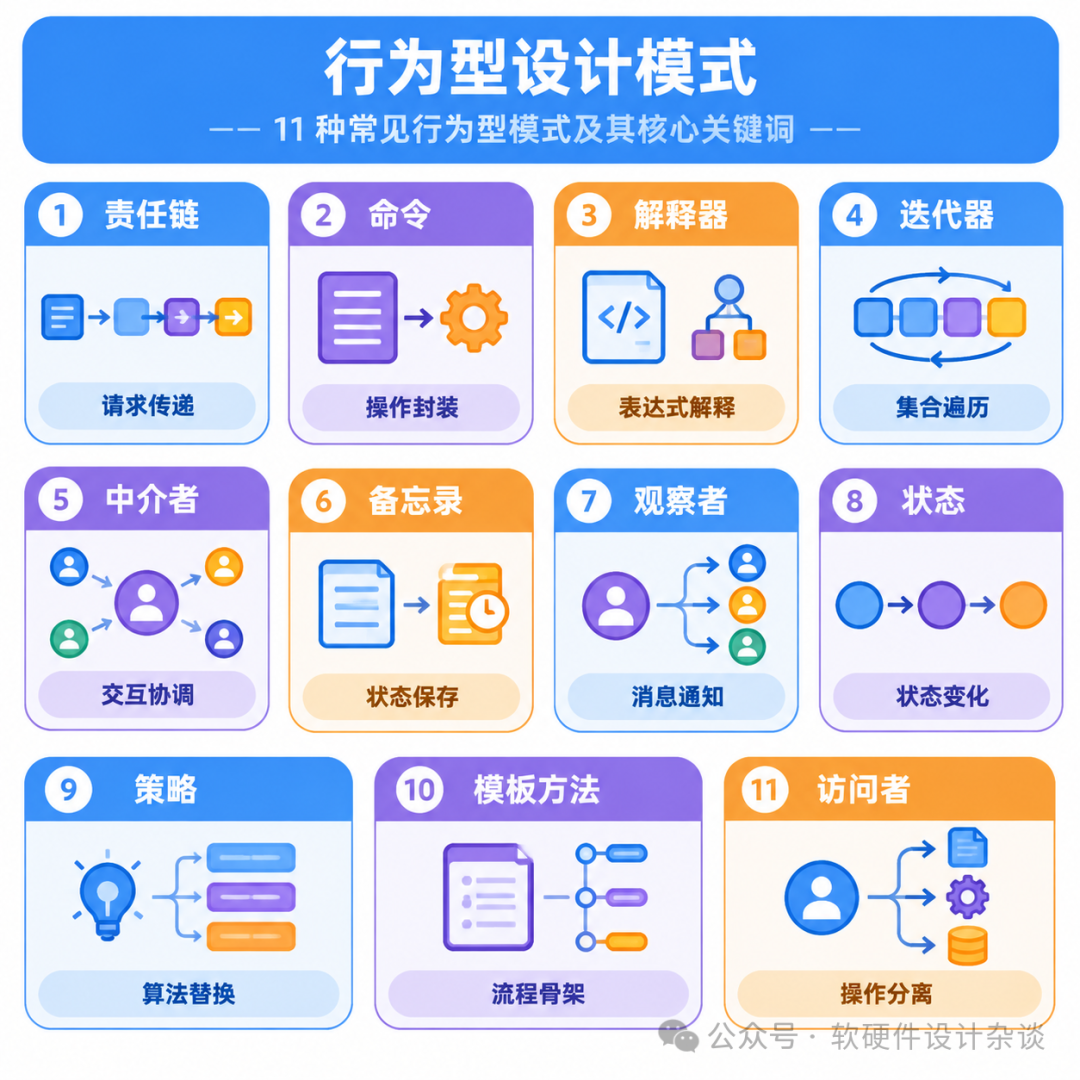 行为型设计模式
—— 11 种常见行为型模式及其核心关键词 ——
1 责任链
请求传递
2 命令
操作封装
3 解释器
</>
表达式解释
4 迭代器
集合遍历
5 中介者
交互协调
6 备忘录
状态保存
7 观察者
消息通知
8 状态
状态变化
9 策略
算法替换
10 模板方法
流程骨架
11 访问者
操作分离
公众号 · 软硬件设计杂谈